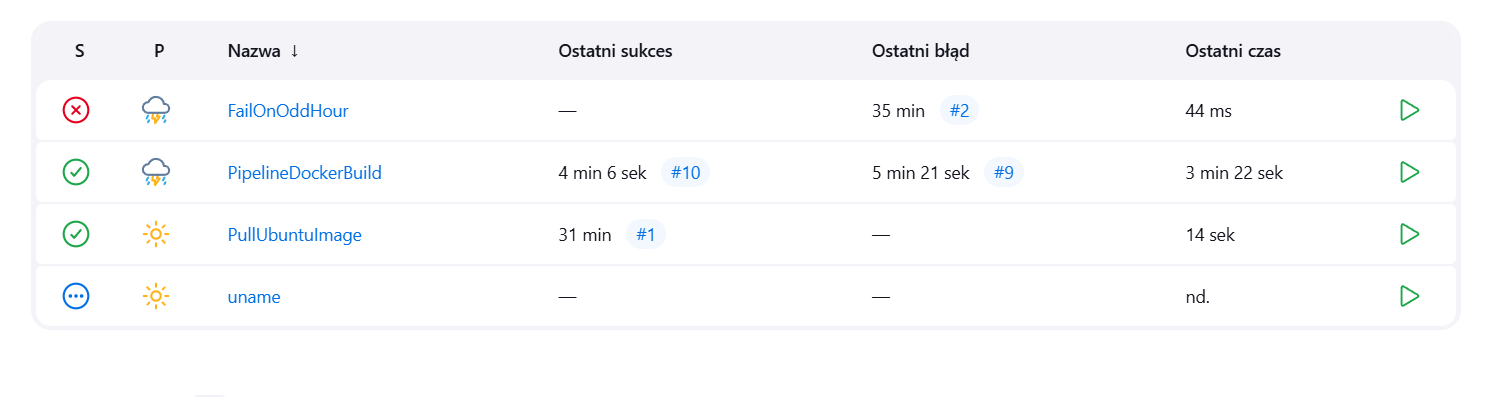 S P Nazwa ↓ Ostatni sukces Ostatni błąd Ostatni czas
FailOnOddHour — 35 min #2 44 ms
PipelineDockerBuild 4 min 6 sek #10 5 min 21 sek #9 3 min 22 sek
PullUbuntuImage 31 min #1 — 14 sek
uname — — nd.